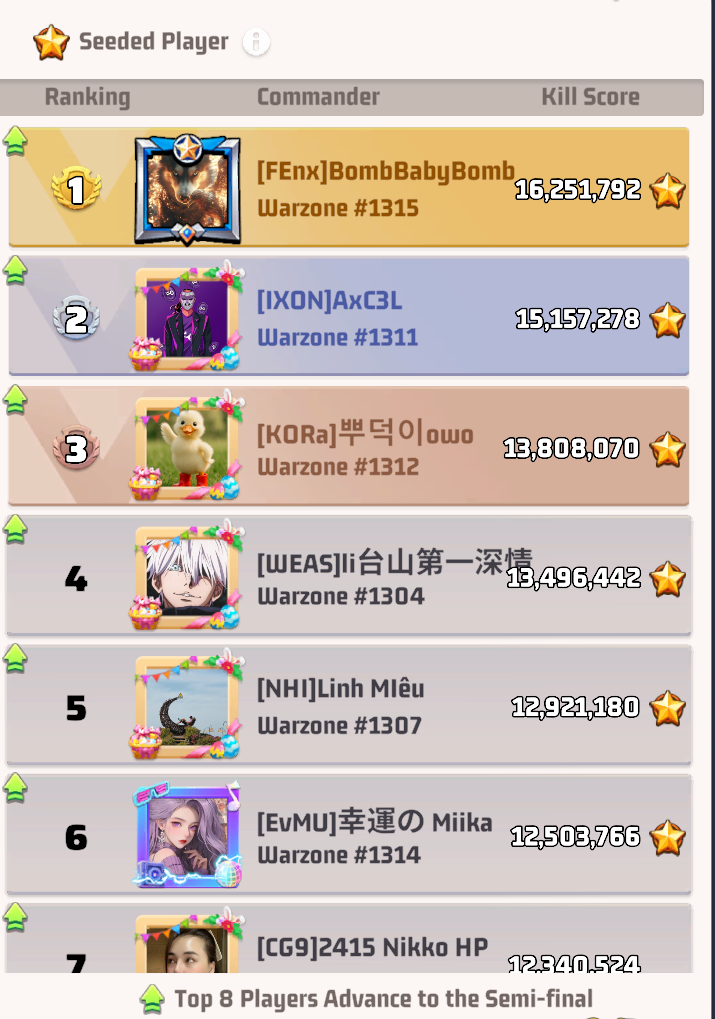 Seeded Player
Ranking Commander Kill Score
1 [FEnx]BombBabyBomb 16,251,792
Warzone #1315
2 [IXON]AxC3L 15,157,278
Warzone #1311
3 [KORa]뿌덕이owo 13,808,070
Warzone #1312
4 [WEAS]li台山第一深情 13,496,442
Warzone #1304
5 [NHI]Linh MIêu 12,921,180
Warzone #1307
6 [EvMU]幸運の Miika 12,503,766
Warzone #1314
7 [CG9]2415 Nikko HP 12,340,524
Top 8 Players Advance to the Semi-final